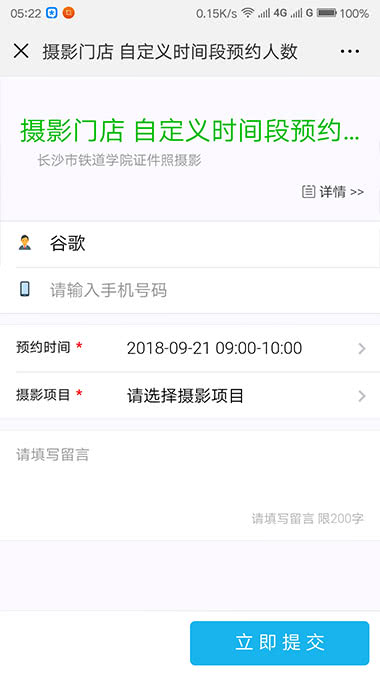 05:22 0.15K/s 4G G 100%
摄影门店 自定义时间段预约人数
摄影门店 自定义时间段预约...
长沙市铁道学院证件照摄影
详情 >>
谷歌
请输入手机号码
预约时间 * 2018-09-21 09:00-10:00
摄影项目 * 请选择摄影项目
请填写留言
请填写留言 限200字
立即提交